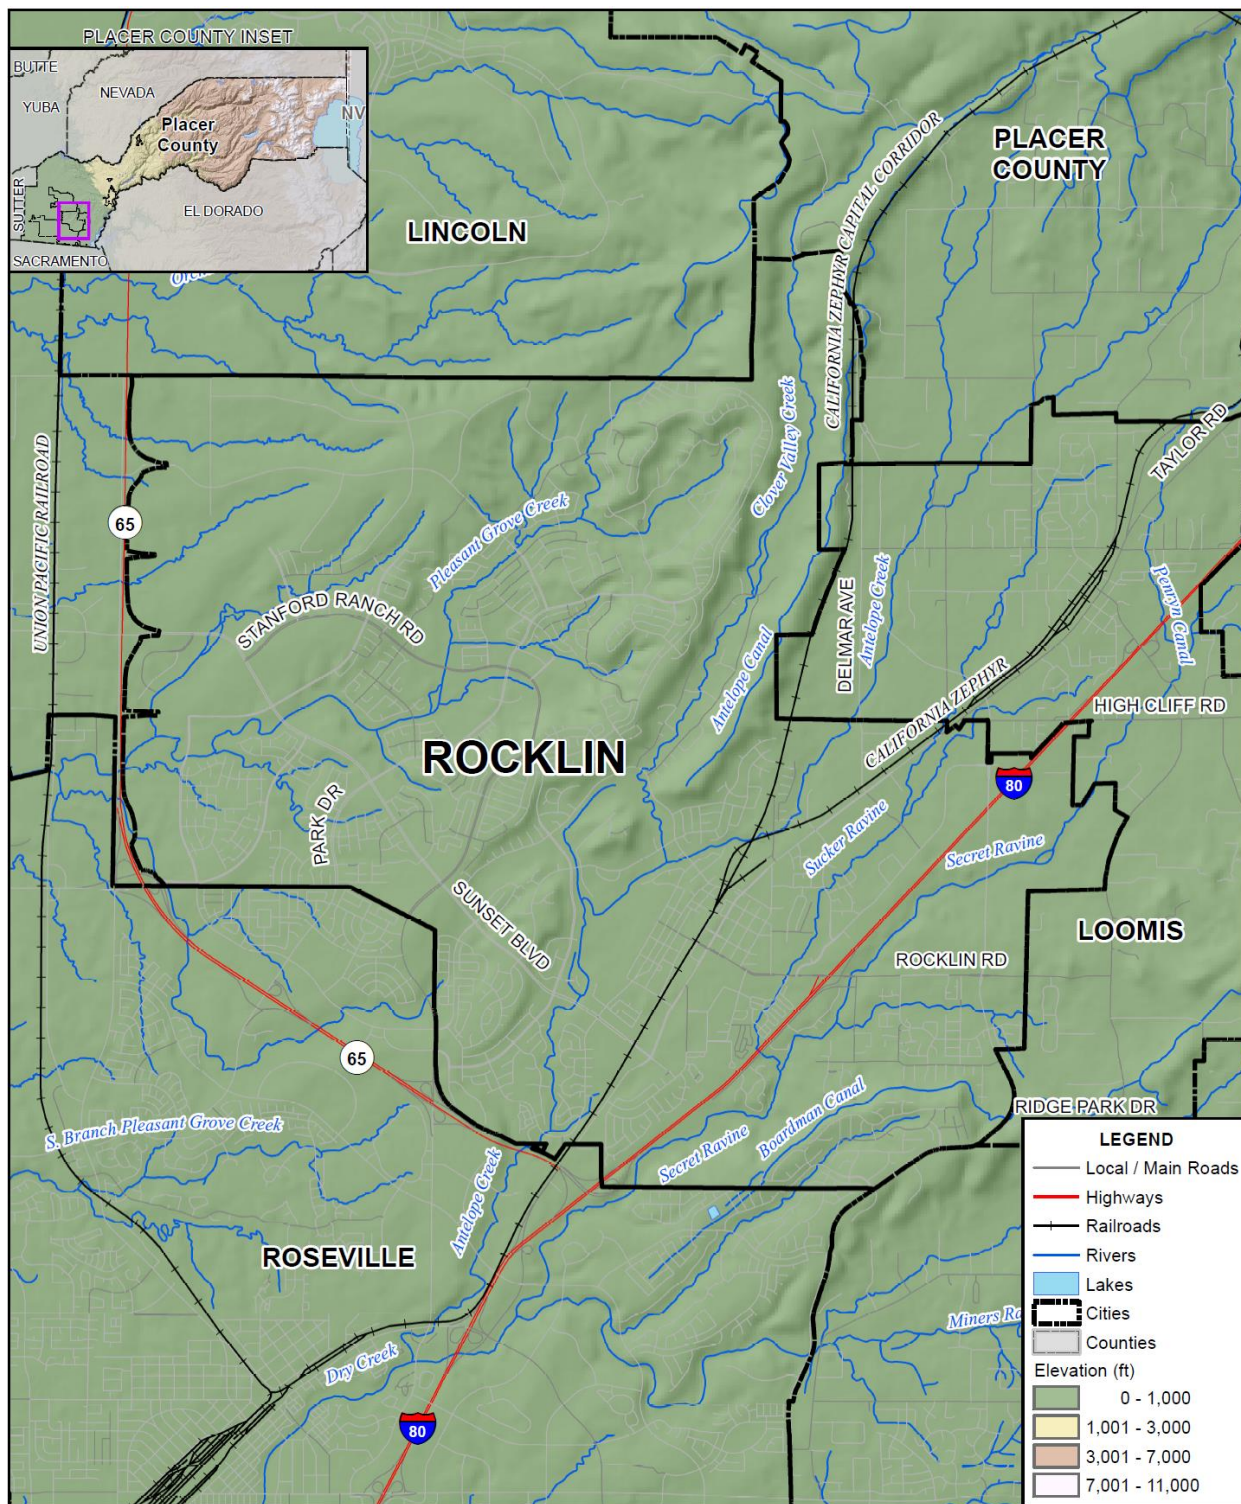 PLACER COUNTY INSET
BUTTE
YUBA
NEVADA
NV
Placer
County
SUTTER
EL DORADO
SACRAMENTO
LINCOLN
CALIFORNIA ZEPHYR CAPITAL CORRIDOR
PLACER
COUNTY
UNION PACIFIC RAILROAD
65
Pleasant Grove Creek
Clover Valley Creek
TAYLOR RD
STANFORD RANCH RD
Antelope Canal
DELMAR AVE
Antelope Creek
Penryn Canal
CALIFORNIA ZEPHYR
HIGH CLIFF RD
ROCKLIN
80
PARK DR
Sucker Ravine
Secret Ravine
SUNSET BLVD
LOOMIS
ROCKLIN RD
65
S. Branch Pleasant Grove Creek
Antelope Creek
Secret Ravine
Boardman Canal
RIDGE PARK DR
ROSEVILLE
Dry Creek
80
Miners Ra
LEGEND
Local / Main Roads
Highways
Railroads
Rivers
Lakes
Cities
Counties
Elevation (ft)
0 - 1,000
1,001 - 3,000
3,001 - 7,000
7,001 - 11,000